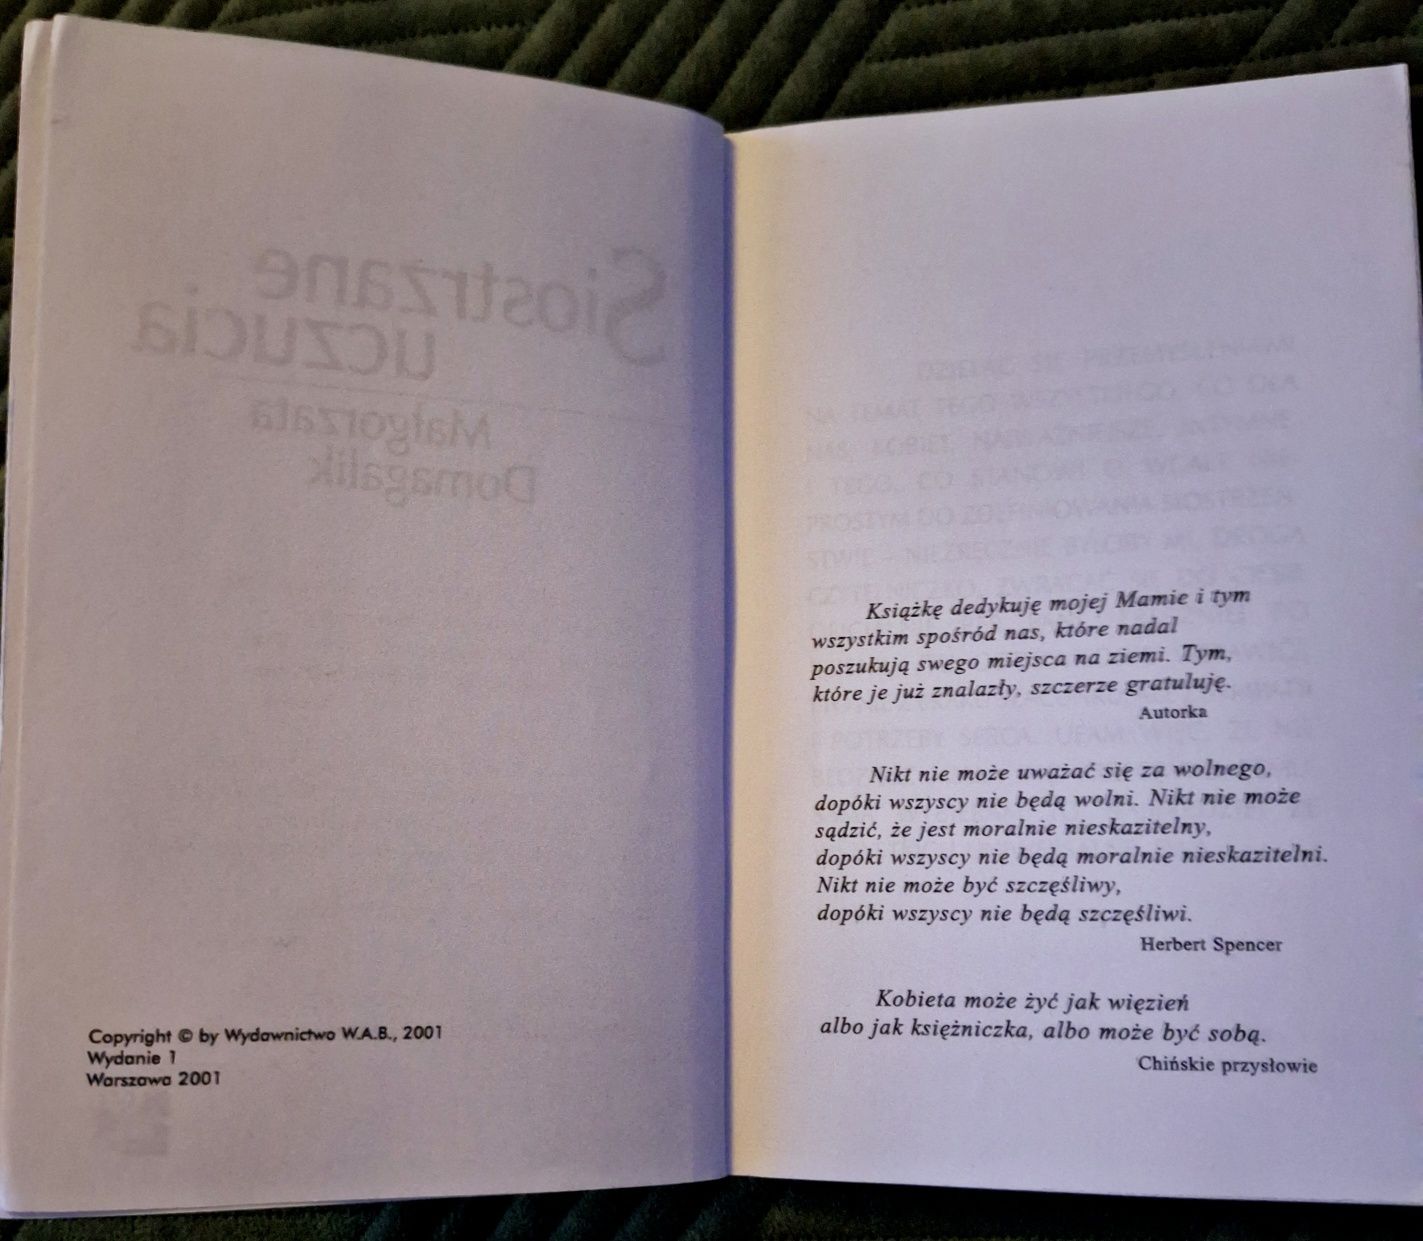 Siostrzane
uczucia
Małgorzata
Domagalik
Copyright © by Wydawnictwo W.A.B., 2001
Wydanie 1
Warszawa 2001
Książkę dedykuję mojej Mamie i tym
wszystkim spośród nas, które nadal
poszukują swego miejsca na ziemi. Tym,
które je już znalazły, szczerze gratuluję.
Autorka
Nikt nie może uważać się za wolnego,
dopóki wszyscy nie będą wolni. Nikt nie może
sądzić, że jest moralnie nieskazitelny,
dopóki wszyscy nie będą moralnie nieskazitelni.
Nikt nie może być szczęśliwy,
dopóki wszyscy nie będą szczęśliwi.
Herbert Spencer
Kobieta może żyć jak więzień
albo jak księżniczka, albo może być sobą.
Chińskie przysłowie